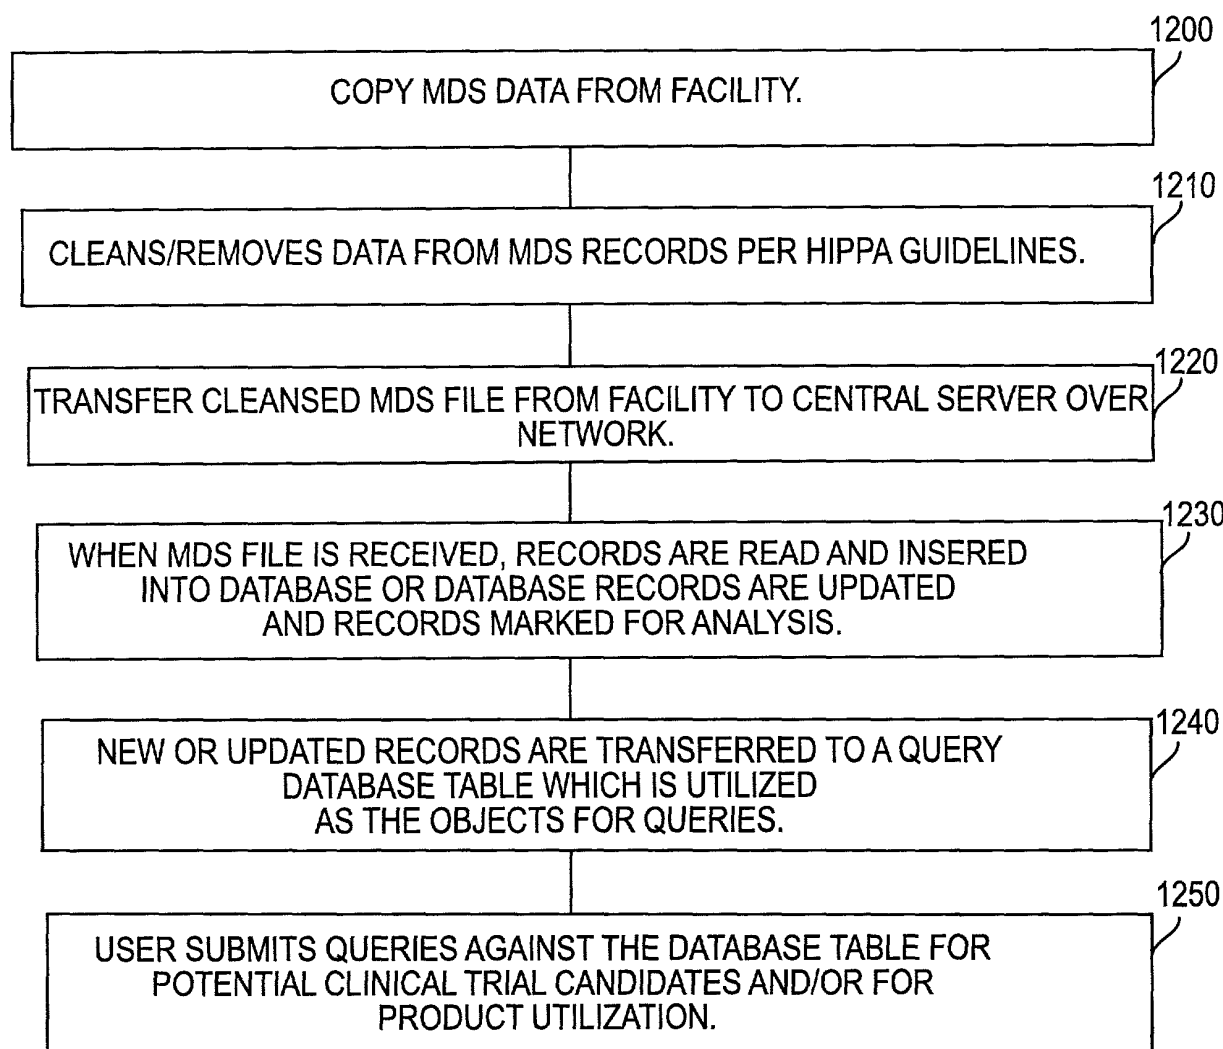 1200
COPY MDS DATA FROM FACILITY.
1210
CLEANS/REMOVES DATA FROM MDS RECORDS PER HIPPA GUIDELINES.
1220
TRANSFER CLEANSED MDS FILE FROM FACILITY TO CENTRAL SERVER OVER
NETWORK.
1230
WHEN MDS FILE IS RECEIVED, RECORDS ARE READ AND INSERED
INTO DATABASE OR DATABASE RECORDS ARE UPDATED
AND RECORDS MARKED FOR ANALYSIS.
1240
NEW OR UPDATED RECORDS ARE TRANSFERRED TO A QUERY
DATABASE TABLE WHICH IS UTILIZED
AS THE OBJECTS FOR QUERIES.
1250
USER SUBMITS QUERIES AGAINST THE DATABASE TABLE FOR
POTENTIAL CLINICAL TRIAL CANDIDATES AND/OR FOR
PRODUCT UTILIZATION.